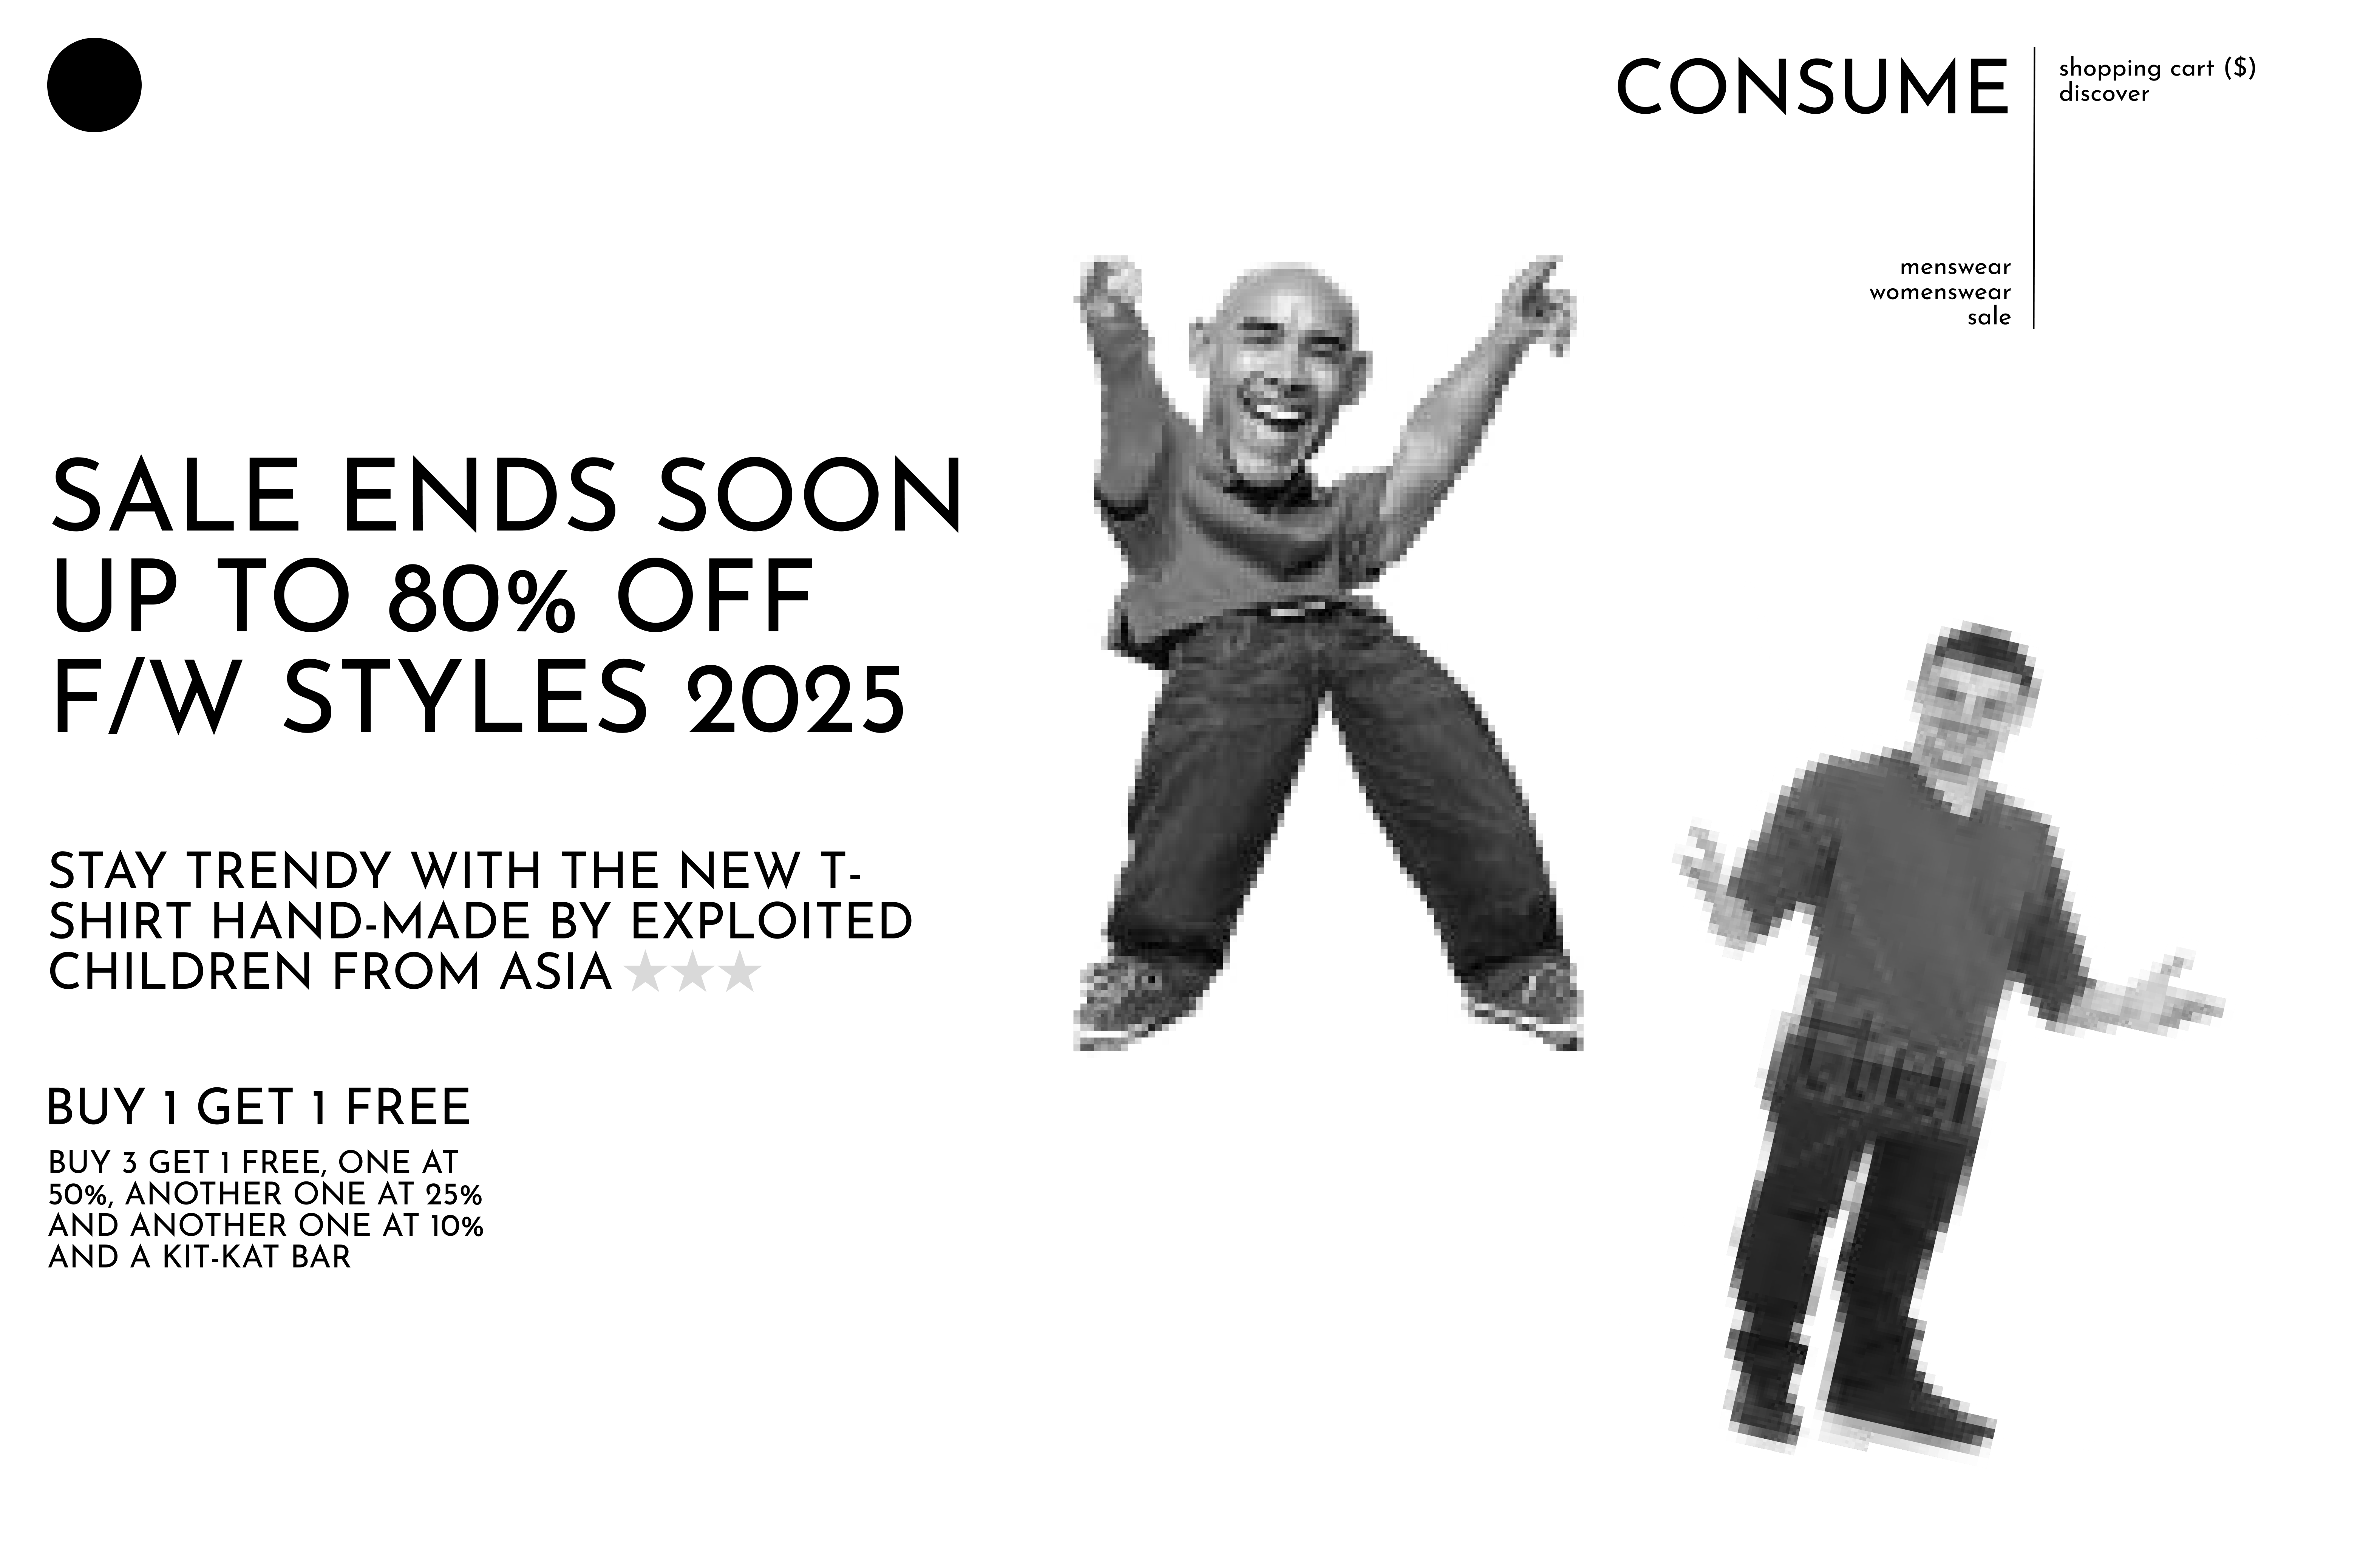 CONSUME
shopping cart ($)
discover
menswear
womenswear
sale
SALE ENDS SOON
UP TO 80% OFF
F/W STYLES 2025
STAY TRENDY WITH THE NEW T-
SHIRT HAND-MADE BY EXPLOITED
CHILDREN FROM ASIA ★★★
BUY 1 GET 1 FREE
BUY 3 GET 1 FREE, ONE AT
50%, ANOTHER ONE AT 25%
AND ANOTHER ONE AT 10%
AND A KIT-KAT BAR